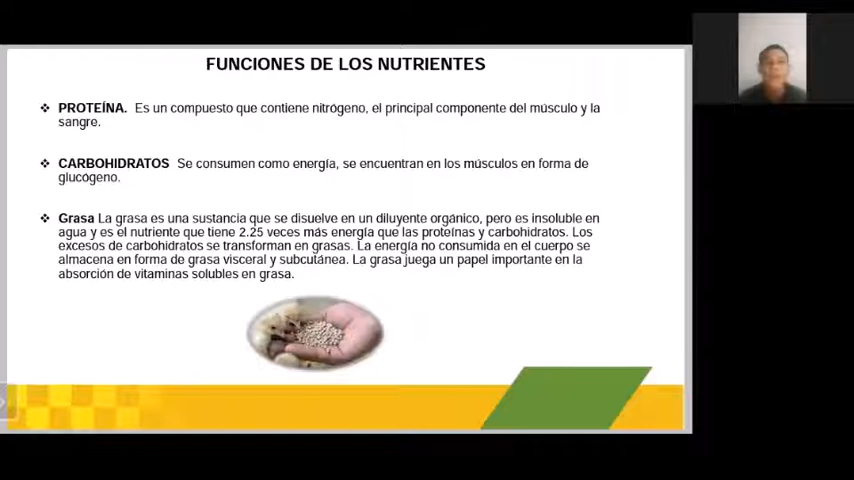 FUNCIONES DE LOS NUTRIENTES
❖ PROTEÍNA. Es un compuesto que contiene nitrógeno, el principal componente del músculo y la
sangre.
❖ CARBOHIDRATOS Se consumen como energía, se encuentran en los músculos en forma de
glucógeno.
❖ Grasa La grasa es una sustancia que se disuelve en un diluyente orgánico, pero es insoluble en
agua y es el nutriente que tiene 2.25 veces más energía que las proteínas y carbohidratos. Los
excesos de carbohidratos se transforman en grasas. La energía no consumida en el cuerpo se
almacena en forma de grasa visceral y subcutánea. La grasa juega un papel importante en la
absorción de vitaminas solubles en grasa.